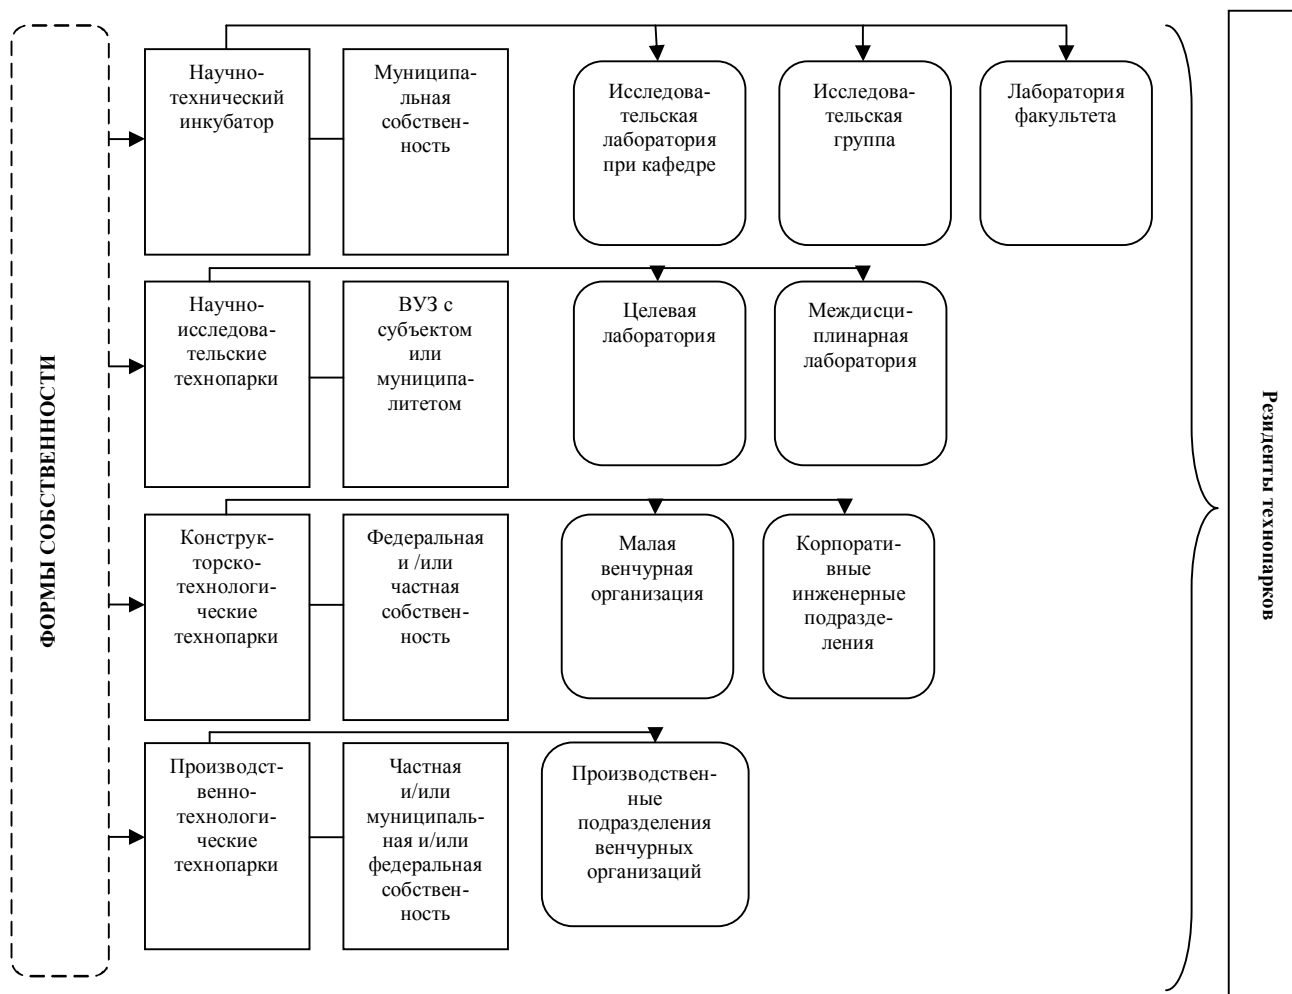 ФОРМЫ СОБСТВЕННОСТИ
Научно-
технический
инкубатор
Муниципа-
льная
собствен-
ность
Исследова-
тельская
лаборатория
при кафедре
Исследова-
тельская
группа
Лаборатория
факультета
Научно-
исследова-
тельские
технопарки
ВУЗ с
субъектом
или
муниципа-
литетом
Целевая
лаборатория
Междисци-
плинарная
лаборатория
Конструк-
торско-
технологи-
ческие
технопарки
Федеральная
и /или
частная
собствен-
ность
Малая
венчурная
организация
Корпорати-
вные
инженерные
подразде-
ления
Производст-
венно-
технологи-
ческие
технопарки
Частная
и/или
муниципаль-
ная и/или
федеральная
собствен-
ность
Производствен-
ные
подразделения
венчурных
организаций
Резиденты технопарков